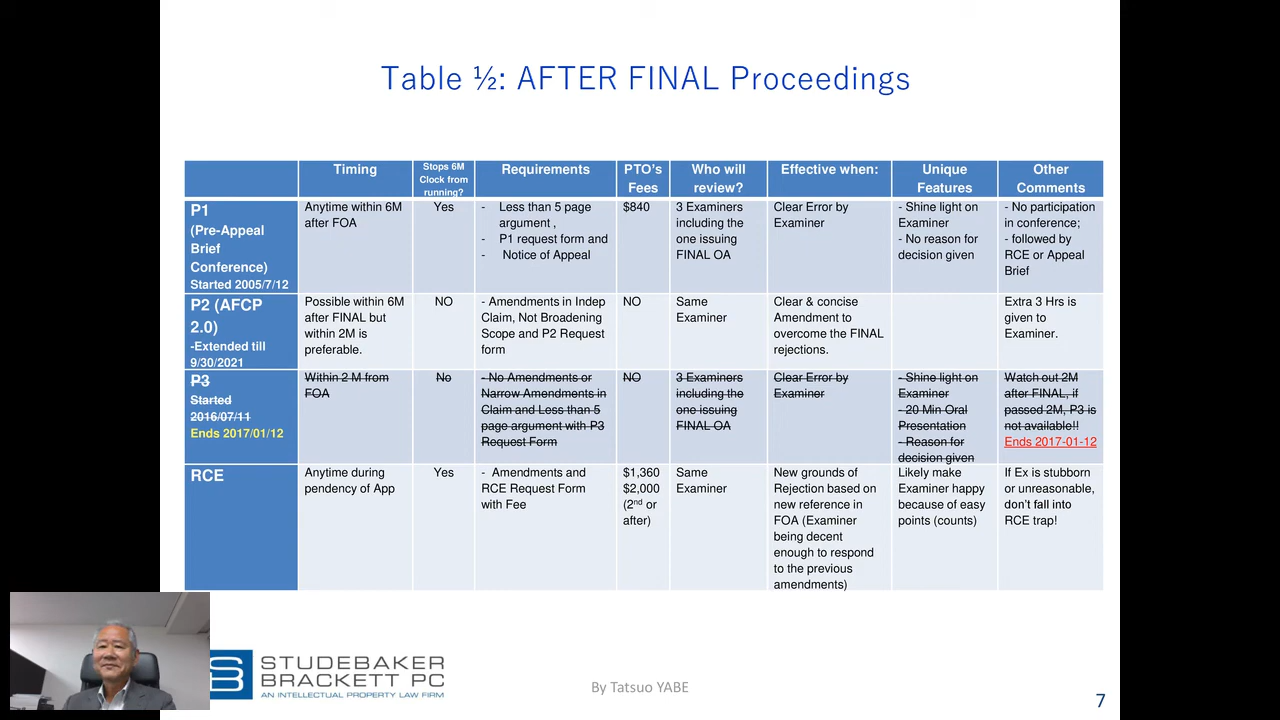 Table ½: AFTER FINAL Proceedings
Timing
Stops 6M
Clock from
running?
Requirements
PTO's
Fees
Who will
review?
Effective when:
Unique
Features
Other
Comments
P1
(Pre-Appeal
Brief
Conference)
Started 2005/7/12
Anytime within 6M
after FOA
Yes
- Less than 5 page
argument ,
- P1 request form and
- Notice of Appeal
$840
3 Examiners
including the
one issuing
FINAL OA
Clear Error by
Examiner
- Shine light on
Examiner
- No reason for
decision given
- No participation
in conference;
- followed by
RCE or Appeal
Brief
P2 (AFCP
2.0)
-Extended till
9/30/2021
Possible within 6M
after FINAL but
within 2M is
preferable.
NO
- Amendments in Indep
Claim, Not Broadening
Scope and P2 Request
form
NO
Same
Examiner
Clear & concise
Amendment to
overcome the FINAL
rejections.
Extra 3 Hrs is
given to
Examiner.
P3
Started
2016/07/11
Ends 2017/01/12
Within 2 M from
FOA
No
- No Amendments or
Narrow Amendments in
Claim and Less than 5
page argument with P3
Request Form
NO
3 Examiners
including the
one issuing
FINAL OA
Clear Error by
Examiner
- Shine light on
Examiner
- 20 Min Oral
Presentation
- Reason for
decision given
Watch out 2M
after FINAL, if
passed 2M, P3 is
not available!!
Ends 2017-01-12
RCE
Anytime during
pendency of App
Yes
- Amendments and
RCE Request Form
with Fee
$1,360
$2,000
(2nd or
after)
Same
Examiner
New grounds of
Rejection based on
new reference in
FOA (Examiner
being decent
enough to respond
to the previous
amendments)
Likely make
Examiner happy
because of easy
points (counts)
If Ex is stubborn
or unreasonable,
don't fall into
RCE trap!
SB
STUDEBAKER
BRACKETT PC
AN INTELLECTUAL PROPERTY LAW FIRM
By Tatsuo YABE
7